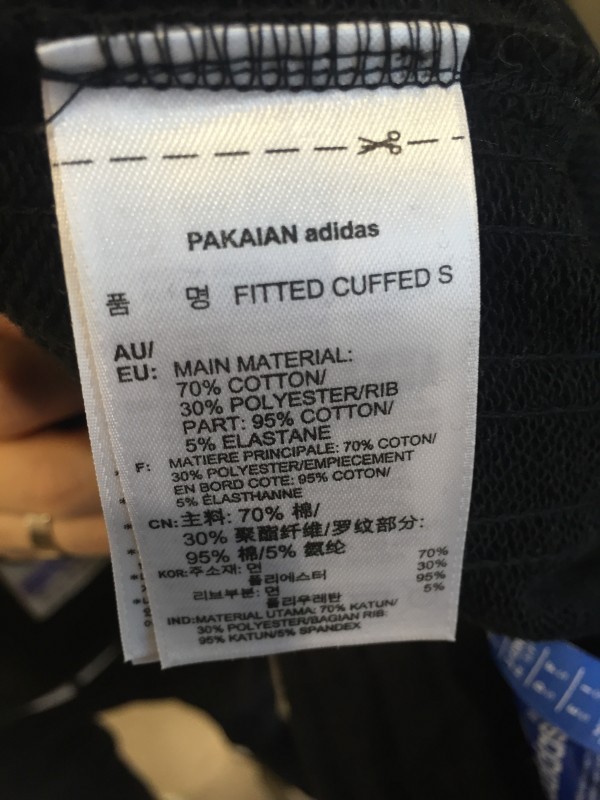 PAKAIAN adidas
품 명 FITTED CUFFED S
AU/
EU: MAIN MATERIAL:
70% COTTON/
30% POLYESTER/RIB
PART: 95% COTTON/
5% ELASTANE
F: MATIERE PRINCIPALE: 70% COTON/
30% POLYESTER/EMPIECEMENT
EN BORD COTE: 95% COTON/
5% ÉLASTHANNE
CN: 主料: 70% 棉/
30% 聚酯纤维/罗纹部分:
95% 棉/5% 氨纶
KOR: 주소재: 면 70%
폴리에스터 30%
리브부분: 면 95%
폴리우레탄 5%
IND: MATERIAL UTAMA: 70% KATUN/
30% POLYESTER/BAGIAN RIB:
95% KATUN/5% SPANDEX